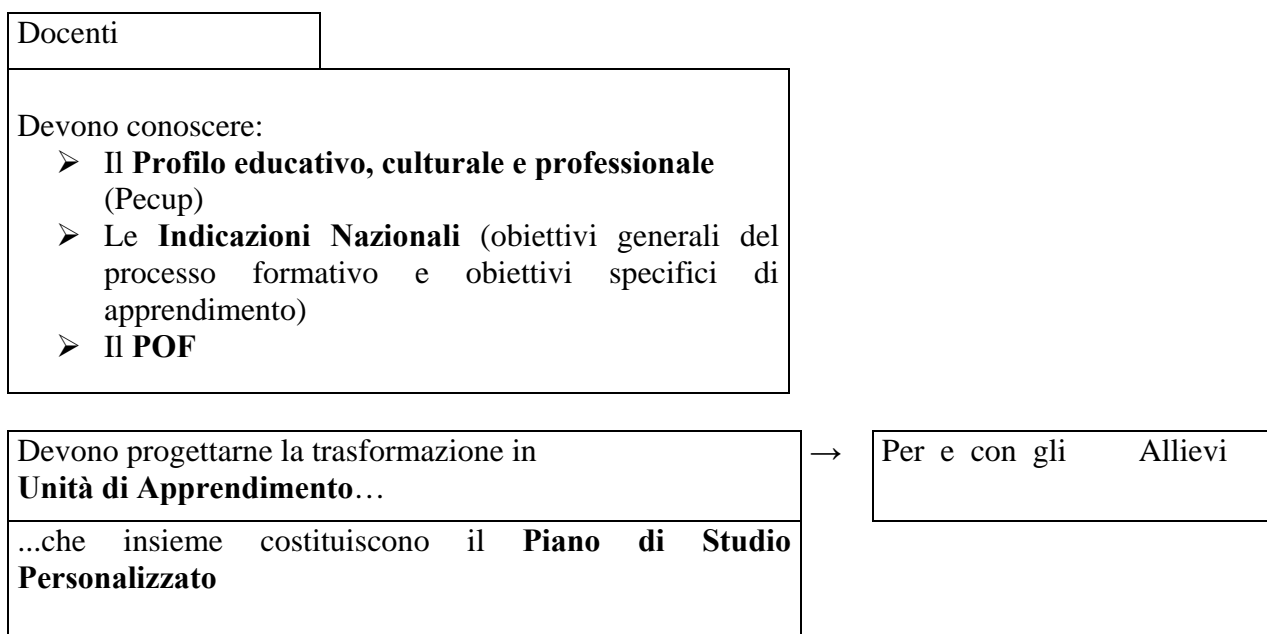 Docenti
Devono conoscere:
➢ Il Profilo educativo, culturale e professionale
(Pecup)
➢ Le Indicazioni Nazionali (obiettivi generali del
processo formativo e obiettivi specifici di
apprendimento)
➢ Il POF
Devono progettarne la trasformazione in
Unità di Apprendimento…
→
Per e con gli Allievi
...che insieme costituiscono il Piano di Studio
Personalizzato